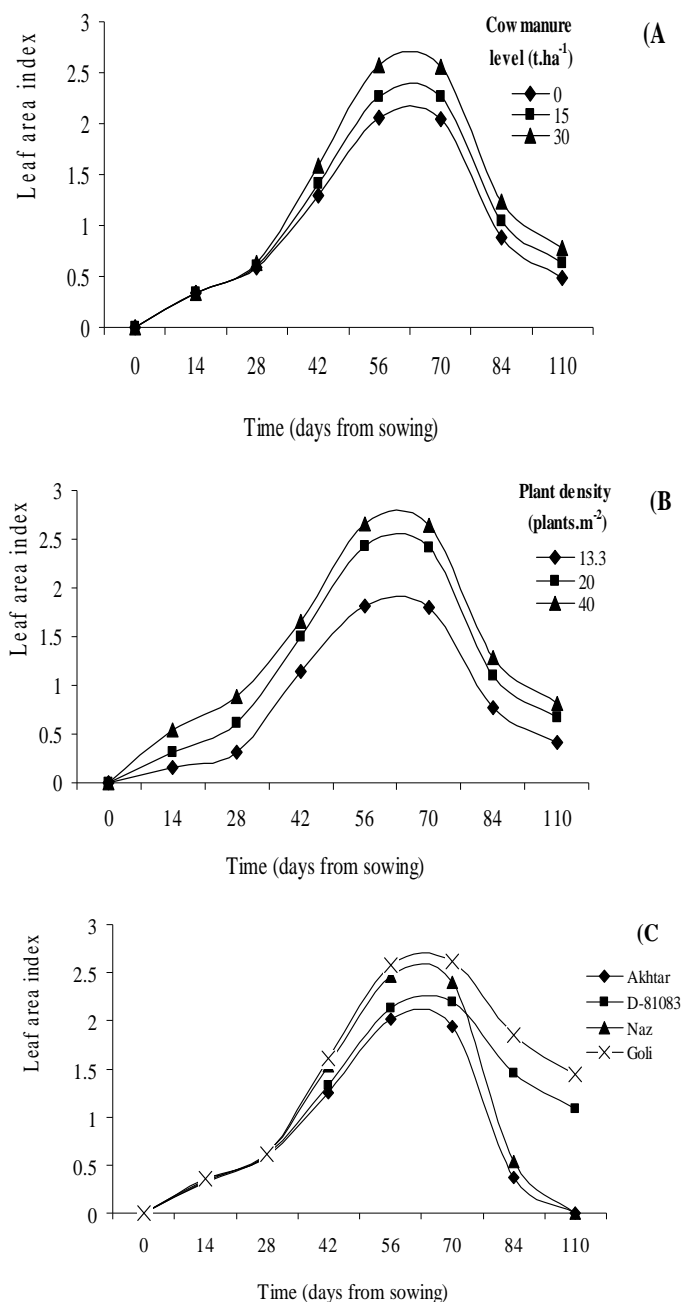 Cow manure
level (t.ha⁻¹)
0
15
30
(A
3
2.5
2
1.5
1
0.5
0
Leaf area index
0 14 28 42 56 70 84 110
Time (days from sowing)
Plant density
(plants.m⁻²)
13.3
20
40
(B
3
2.5
2
1.5
1
0.5
0
Leaf area index
0 14 28 42 56 70 84 110
Time (days from sowing)
(C
Akhtar
D-81083
Naz
Goli
3
2.5
2
1.5
1
0.5
0
Leaf area index
0 14 28 42 56 70 84 110
Time (days from sowing)